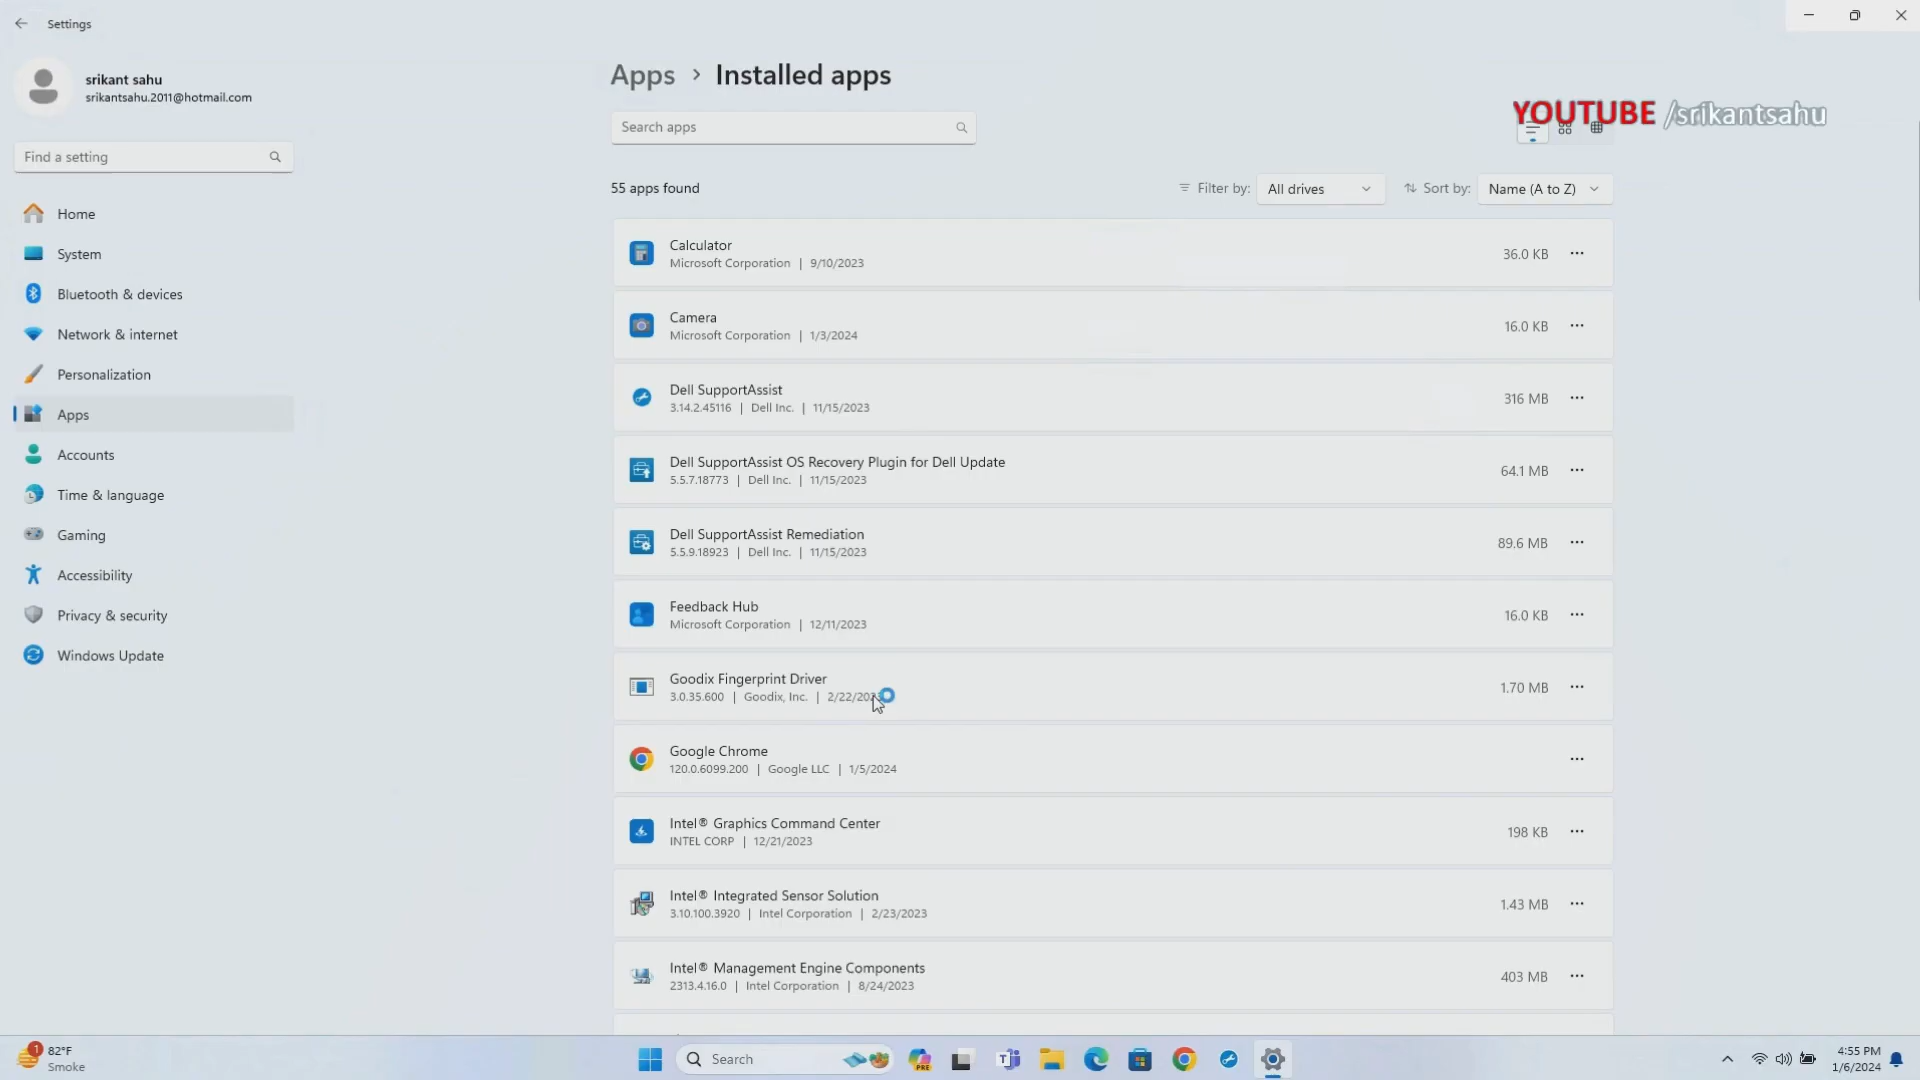 Settings
srikant sahu
srikantsahu.2011@hotmail.com
Find a setting
Home
System
Bluetooth & devices
Network & internet
Personalization
Apps
Accounts
Time & language
Gaming
Accessibility
Privacy & security
Windows Update
Apps > Installed apps
YOUTUBE /srikantsahu
Search apps
55 apps found
Filter by: All drives
Sort by: Name (A to Z)
Calculator
Microsoft Corporation | 9/10/2023
36.0 KB
Camera
Microsoft Corporation | 1/3/2024
16.0 KB
Dell SupportAssist
3.14.2.45116 | Dell Inc. | 11/15/2023
316 MB
Dell SupportAssist OS Recovery Plugin for Dell Update
5.5.7.18773 | Dell Inc. | 11/15/2023
64.1 MB
Dell SupportAssist Remediation
5.5.9.18923 | Dell Inc. | 11/15/2023
89.6 MB
Feedback Hub
Microsoft Corporation | 12/11/2023
16.0 KB
Goodix Fingerprint Driver
3.0.35.600 | Goodix, Inc. | 2/22/2023
1.70 MB
Google Chrome
120.0.6099.200 | Google LLC | 1/5/2024
Intel® Graphics Command Center
INTEL CORP | 12/21/2023
198 KB
Intel® Integrated Sensor Solution
3.10.100.3920 | Intel Corporation | 2/23/2023
1.43 MB
Intel® Management Engine Components
2313.4.16.0 | Intel Corporation | 8/24/2023
403 MB
1
82°F
Smoke
Search
PRE
4:55 PM
1/6/2024